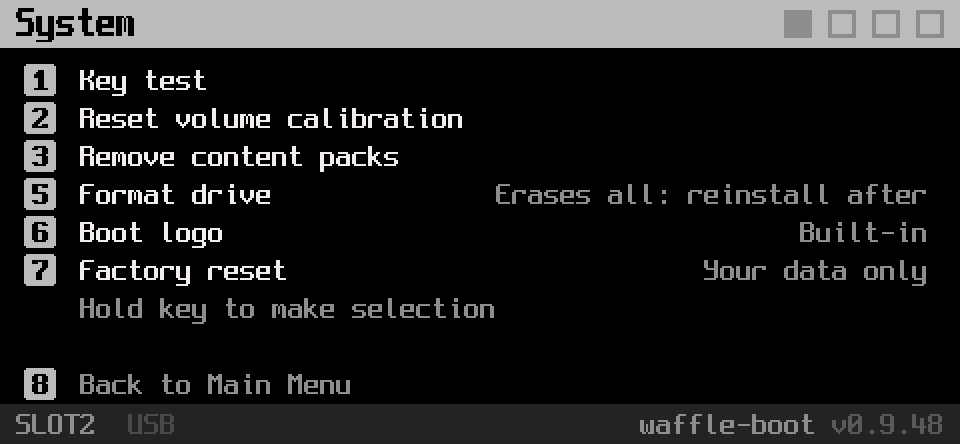 System
1 Key test
2 Reset volume calibration
3 Remove content packs
5 Format drive Erases all: reinstall after
6 Boot logo Built-in
7 Factory reset Your data only
Hold key to make selection
8 Back to Main Menu
SLOT2 USB waffle-boot v0.9.48